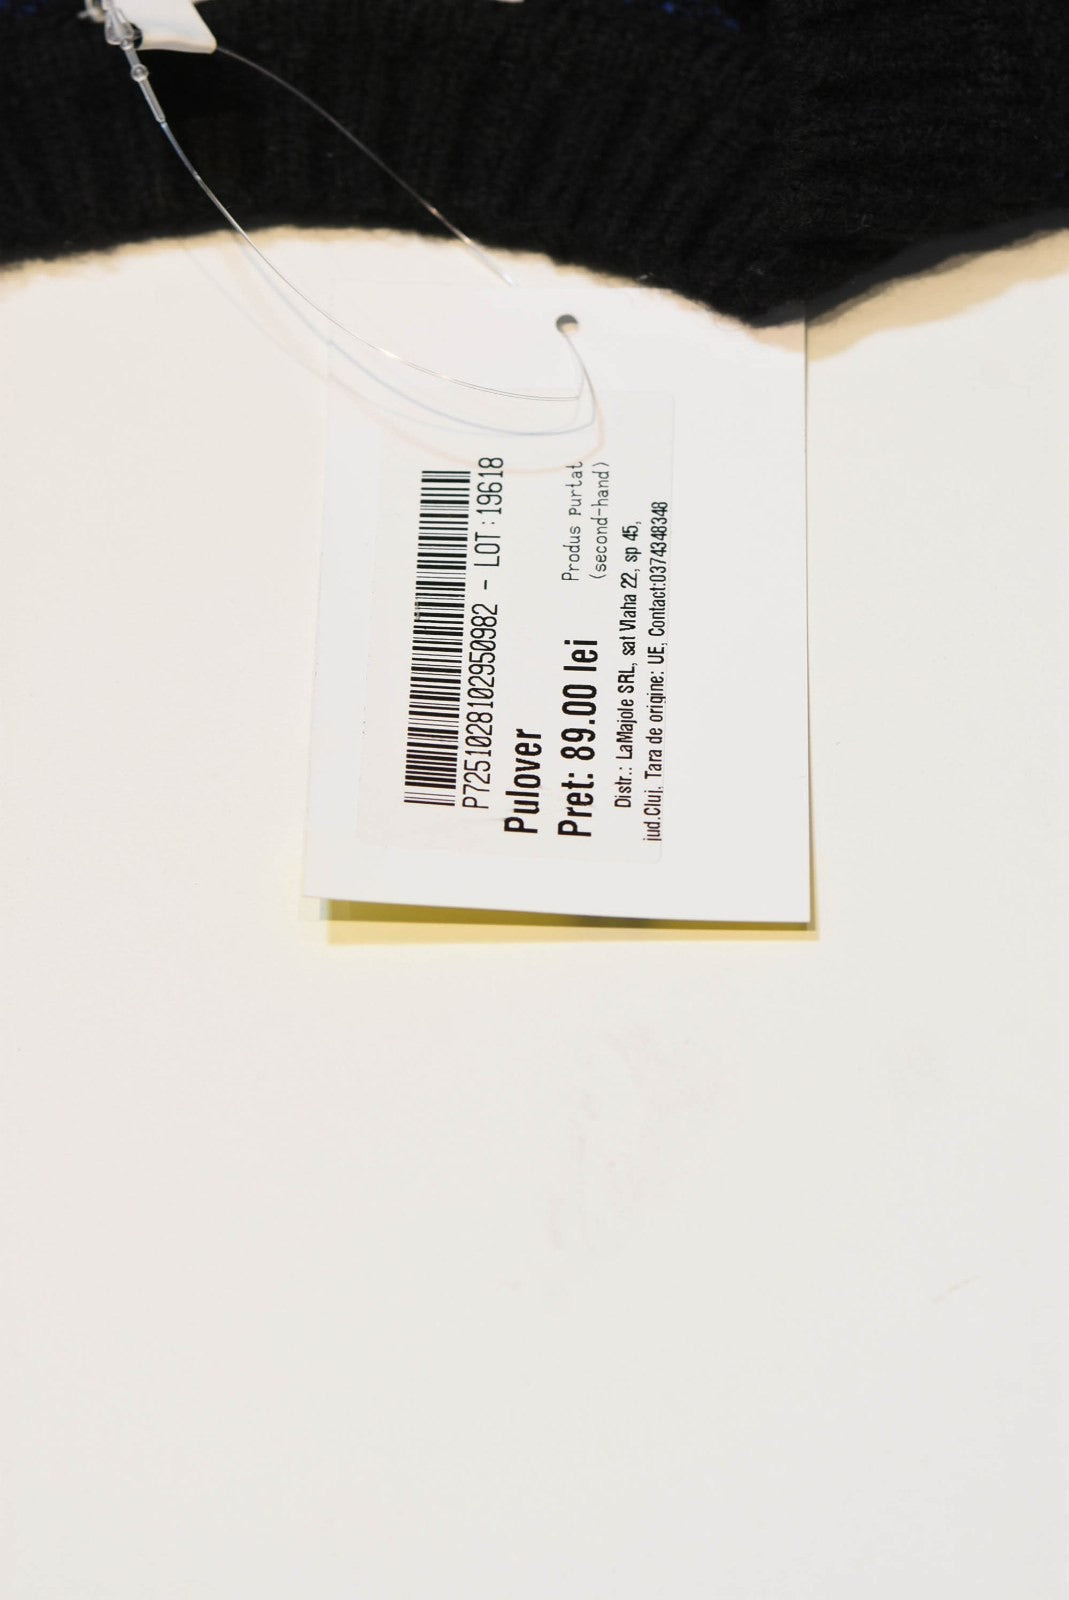 P7251028102950982 - LOT:19618
Pulover
Pret: 89.00 lei
Produs Purtat
(second-hand)
Distr.: LaMajole SRL, sat Vlaha 22, sp 45,
jud.Cluj. Tara de origine: UE, Contact:0374348348